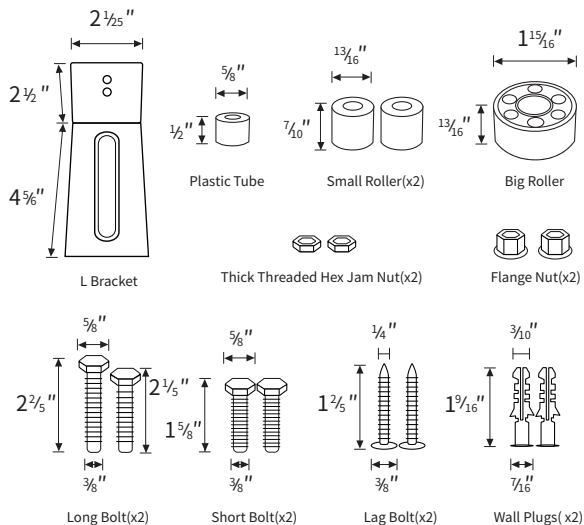 2 1/25"
2 1/2"
4 5/6"
L Bracket
5/8"
1/2"
Plastic Tube
13/16"
7/10"
Small Roller(x2)
1 15/16"
13/16"
Big Roller
Thick Threaded Hex Jam Nut(x2)
Flange Nut(x2)
5/8"
2 2/5"
2 1/5"
3/8"
Long Bolt(x2)
5/8"
1 5/8"
3/8"
Short Bolt(x2)
1/4"
1 2/5"
3/8"
Lag Bolt(x2)
3/10"
1 9/16"
7/16"
Wall Plugs( x2)